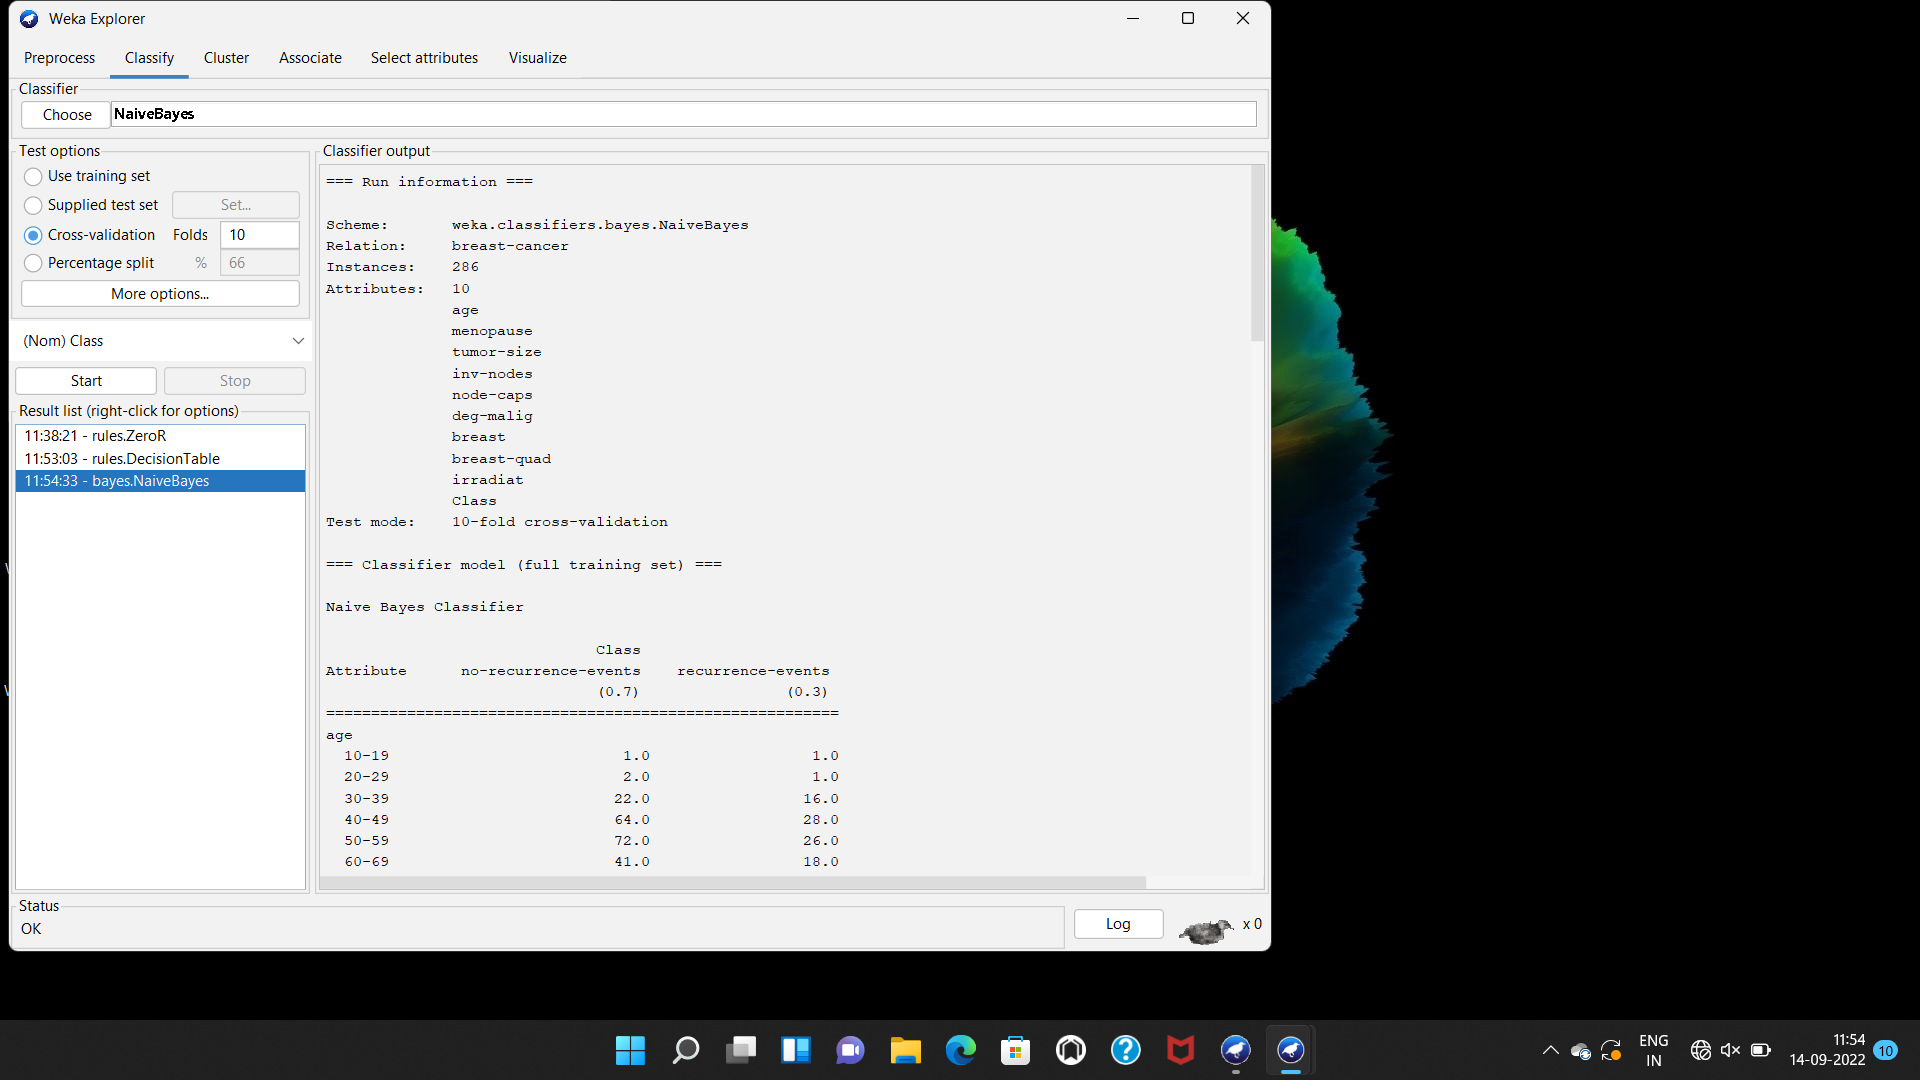 Weka Explorer
Preprocess Classify Cluster Associate Select attributes Visualize
Classifier
Choose NaiveBayes
Test options
Use training set
Supplied test set Set...
Cross-validation Folds 10
Percentage split % 66
More options...
(Nom) Class
Start Stop
Result list (right-click for options)
11:38:21 - rules.ZeroR
11:53:03 - rules.DecisionTable
11:54:33 - bayes.NaiveBayes
Classifier output
=== Run information ===
Scheme: weka.classifiers.bayes.NaiveBayes
Relation: breast-cancer
Instances: 286
Attributes: 10
age
menopause
tumor-size
inv-nodes
node-caps
deg-malig
breast
breast-quad
irradiat
Class
Test mode: 10-fold cross-validation
=== Classifier model (full training set) ===
Naive Bayes Classifier
Class
Attribute no-recurrence-events recurrence-events
(0.7) (0.3)
=========================================================
age
10-19 1.0 1.0
20-29 2.0 1.0
30-39 22.0 16.0
40-49 64.0 28.0
50-59 72.0 26.0
60-69 41.0 18.0
Status
OK
Log x 0
ENG
IN
11:54
14-09-2022
10